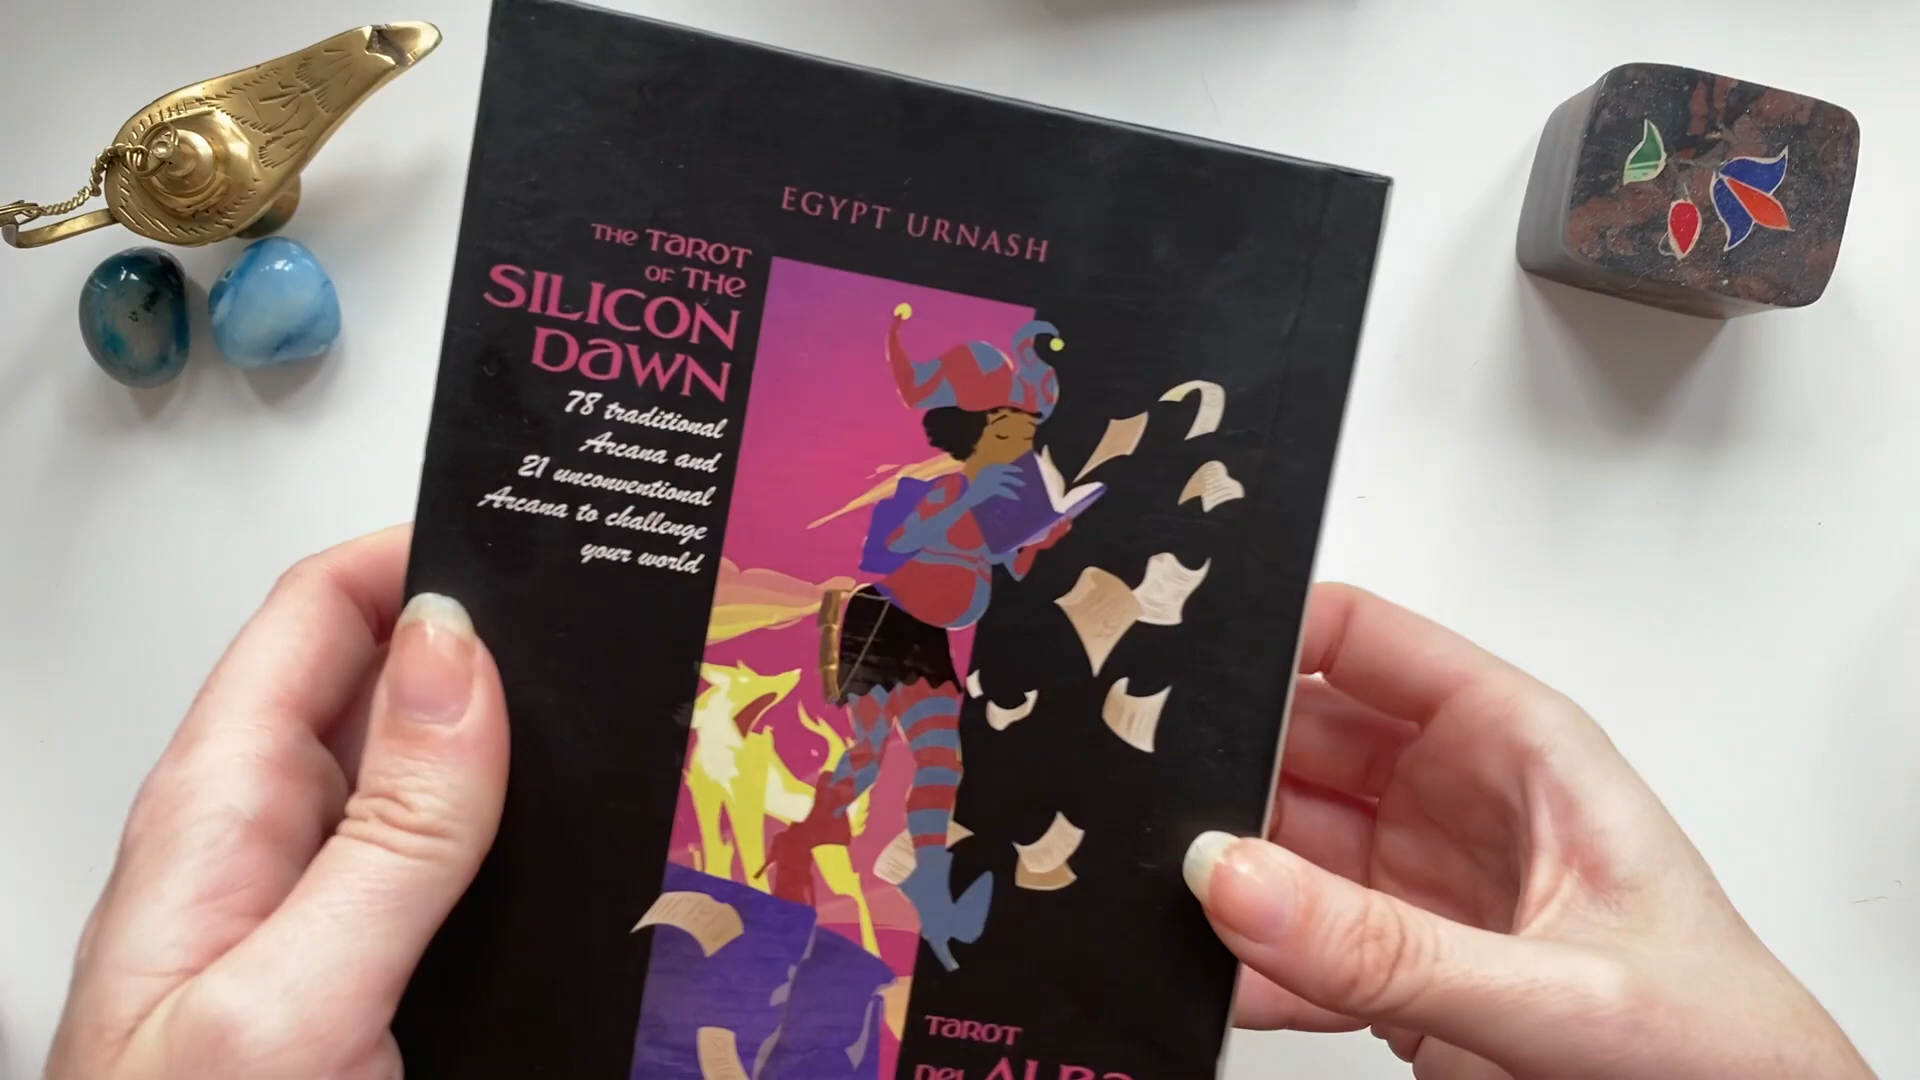 EGYPT URNASH
THE TAROT
OF THE
SILICON
DAWN
78 traditional
Arcana and
21 unconventional
Arcana to challenge
your world
TAROT
DEL ALBA